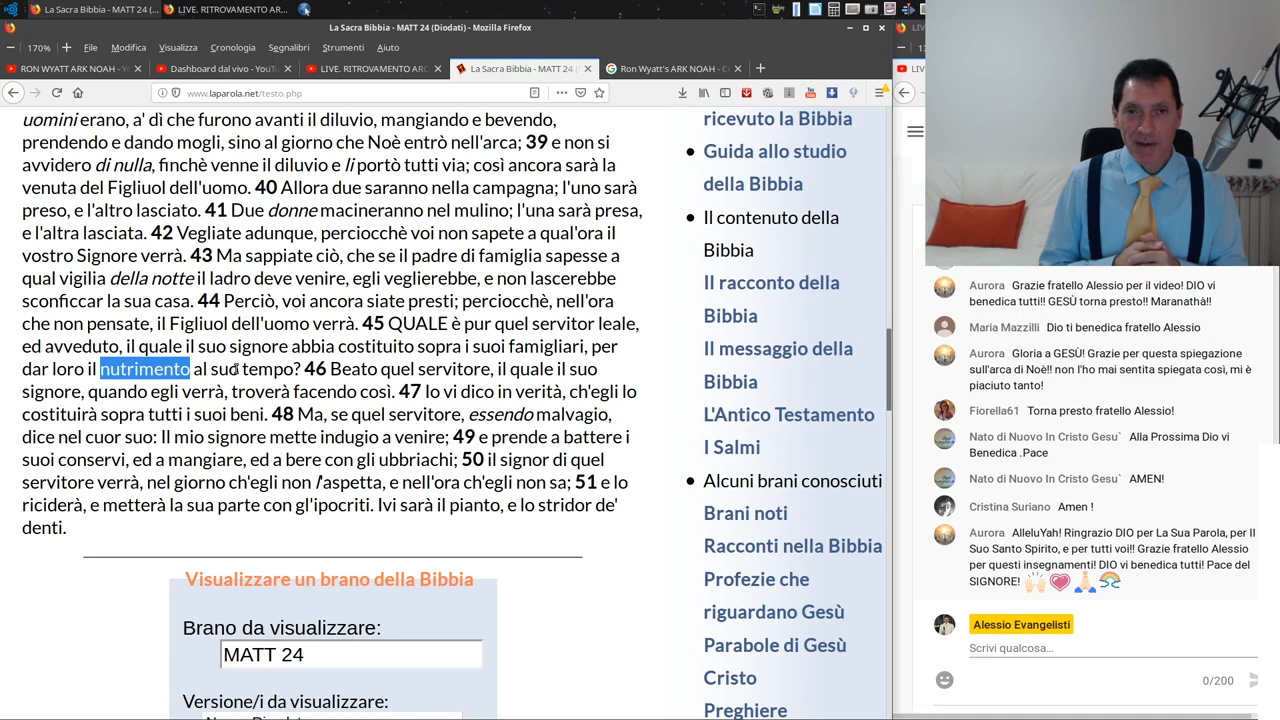 La Sacra Bibbia - MATT 24 (Diodati) - Mozilla Firefox
LIVE. RITROVAMENTO AR...
La Sacra Bibbia - MATT 24 (Diodati) - Mozilla Firefox
170%
File Modifica Visualizza Cronologia Segnalibri Strumenti Aiuto
RON WYATT ARK NOAH - Y
Dashboard dal vivo - YouTu
LIVE. RITROVAMENTO ARC
La Sacra Bibbia - MATT 24 (
Ron Wyatt's ARK NOAH - C
www.laparola.net/testo.php
uomini erano, a' dì che furono avanti il diluvio, mangiando e bevendo,
prendendo e dando mogli, sino al giorno che Noè entrò nell'arca; 39 e non si
avvidero di nulla, finchè venne il diluvio e li portò tutti via; così ancora sarà la
venuta del Figliuol dell'uomo. 40 Allora due saranno nella campagna; l'uno sarà
preso, e l'altro lasciato. 41 Due donne macineranno nel mulino; l'una sarà presa,
e l'altra lasciata. 42 Vegliate adunque, perciocchè voi non sapete a qual'ora il
vostro Signore verrà. 43 Ma sappiate ciò, che se il padre di famiglia sapesse a
qual vigilia della notte il ladro deve venire, egli veglierebbe, e non lascerebbe
sconficcar la sua casa. 44 Perciò, voi ancora siate presti; perciocchè, nell'ora
che non pensate, il Figliuol dell'uomo verrà. 45 QUALE è pur quel servitor leale,
ed avveduto, il quale il suo signore abbia costituito sopra i suoi famigliari, per
dar loro il nutrimento al suo tempo? 46 Beato quel servitore, il quale il suo
signore, quando egli verrà, troverà facendo così. 47 Io vi dico in verità, ch'egli lo
costituirà sopra tutti i suoi beni. 48 Ma, se quel servitore, essendo malvagio,
dice nel cuor suo: Il mio signore mette indugio a venire; 49 e prende a battere i
suoi conservi, ed a mangiare, ed a bere con gli ubbriachi; 50 il signor di quel
servitore verrà, nel giorno ch'egli non l'aspetta, e nell'ora ch'egli non sa; 51 e lo
riciderà, e metterà la sua parte con gl'ipocriti. Ivi sarà il pianto, e lo stridor de'
denti.
Visualizzare un brano della Bibbia
Brano da visualizzare:
MATT 24
Versione/i da visualizzare:
ricevuto la Bibbia
Guida allo studio
della Bibbia
Il contenuto della
Bibbia
Il racconto della
Bibbia
Il messaggio della
Bibbia
L'Antico Testamento
I Salmi
Alcuni brani conosciuti
Brani noti
Racconti nella Bibbia
Profezie che
riguardano Gesù
Parabole di Gesù
Cristo
Preghiere
Aurora Grazie fratello Alessio per il video! DIO vi
benedica tutti!! GESÙ torna presto!! Maranathà!!
Maria Mazzilli Dio ti benedica fratello Alessio
Aurora Gloria a GESÙ! Grazie per questa spiegazione
sull'arca di Noè!! non l'ho mai sentita spiegata così, mi è
piaciuto tanto!
Fiorella61 Torna presto fratello Alessio!
Nato di Nuovo In Cristo Gesu` Alla Prossima Dio vi
Benedica .Pace
Nato di Nuovo In Cristo Gesu` AMEN!
Cristina Suriano Amen !
Aurora AlleluYah! Ringrazio DIO per La Sua Parola, per Il
Suo Santo Spirito, e per tutti voi!! Grazie fratello Alessio
per questi insegnamenti! DIO vi benedica tutti! Pace del
SIGNORE!
Alessio Evangelisti
Scrivi qualcosa...
0/200